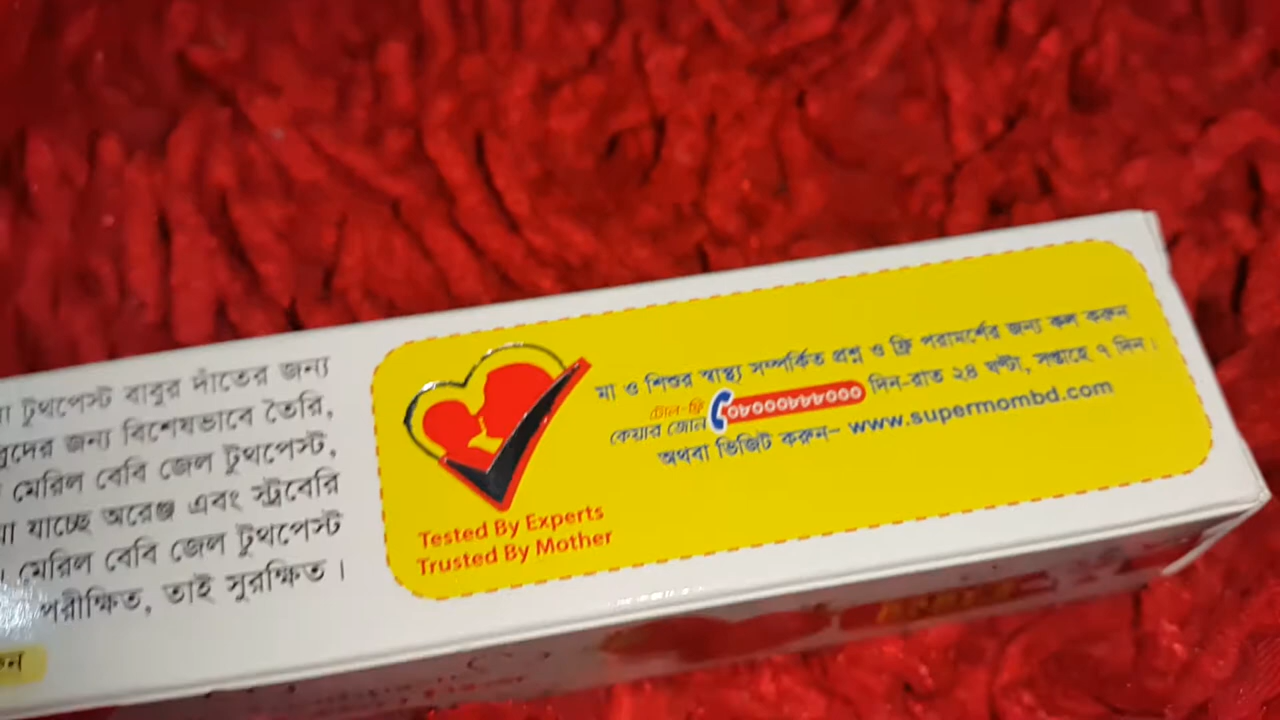 টুথপেস্ট বাবুর দাঁতের জন্য
জন্য বিশেষভাবে তৈরি,
মেরিল বেবি জেল টুথপেস্ট,
যাচ্ছে অরেঞ্জ এবং স্ট্রবেরি
। মেরিল বেবি জেল টুথপেস্ট
পরীক্ষিত, তাই সুরক্ষিত।
Tested By Experts
Trusted By Mother
মা ও শিশুর স্বাস্থ্য সম্পর্কিত প্রশ্ন ও ফ্রি পরামর্শের জন্য কল করুন
টোল-ফ্রি
কেয়ার জোন ০৮০০০৮৮৮০০০ দিন-রাত ২৪ ঘণ্টা, সপ্তাহে ৭ দিন।
অথবা ভিজিট করুন– www.supermombd.com